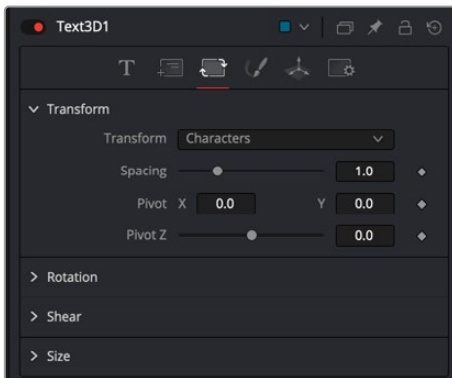 Text3D1
T
Transform
Transform Characters
Spacing 1.0
Pivot X 0.0 Y 0.0
Pivot Z 0.0
Rotation
Shear
Size